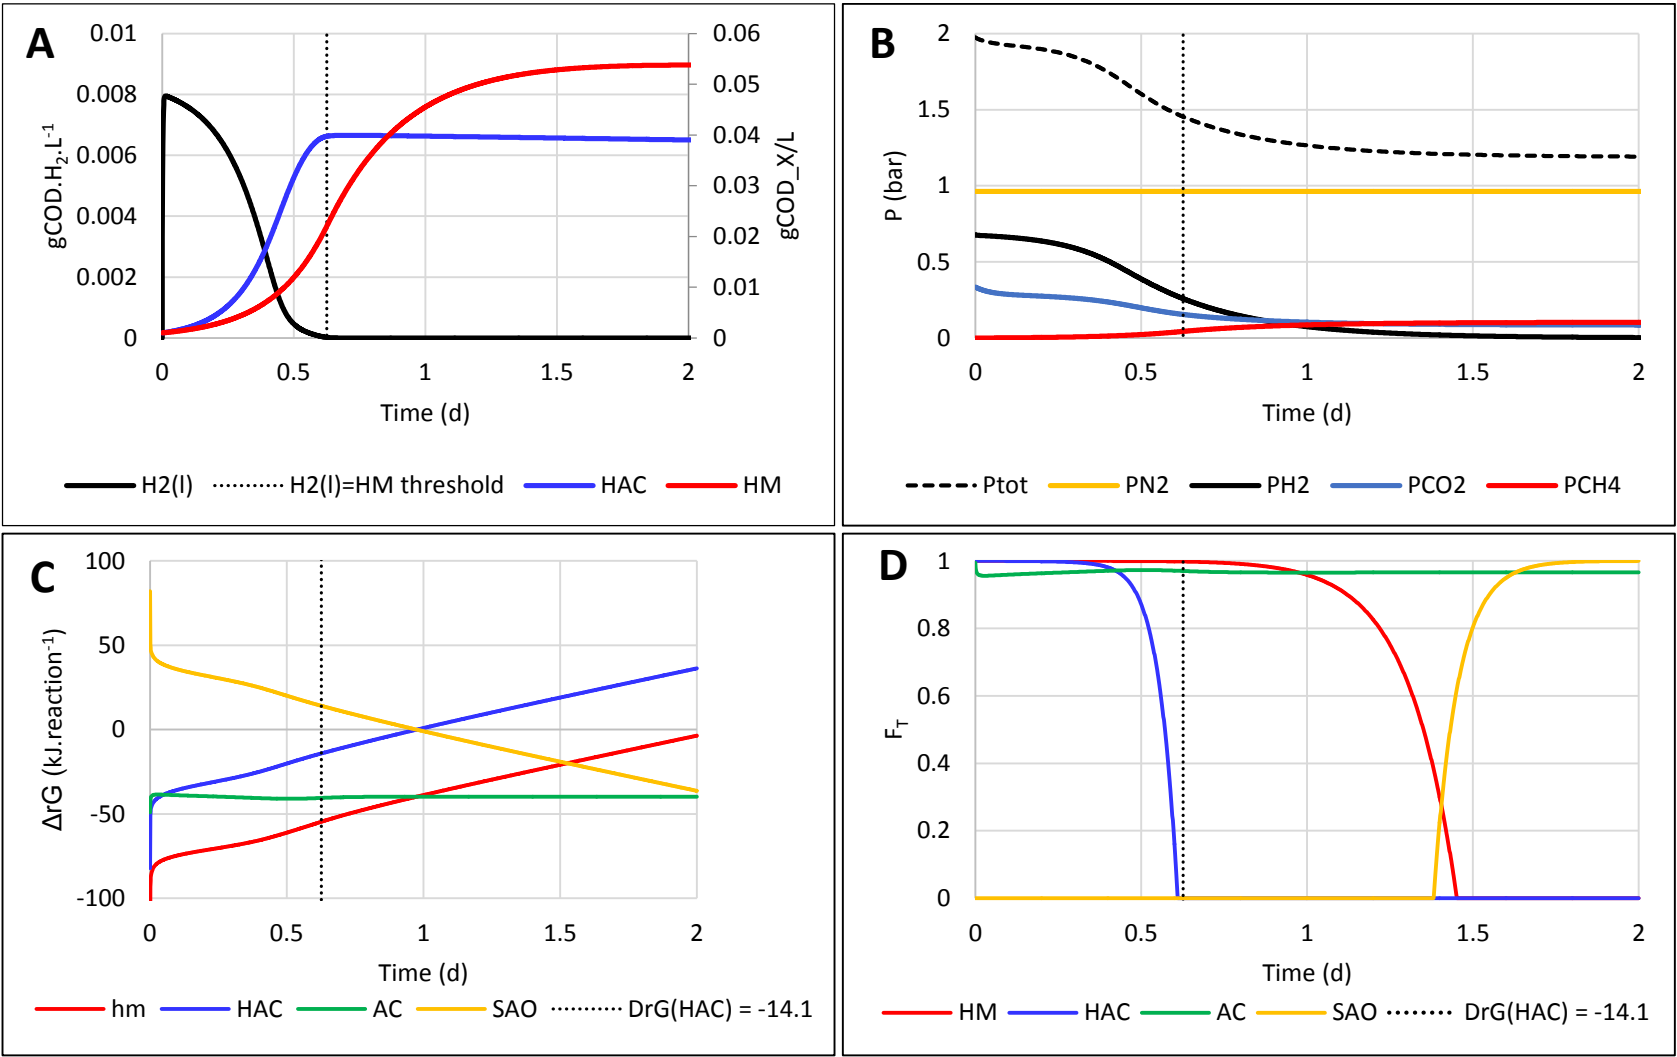 A
0.01
0.008
0.006
0.004
0.002
0
gCOD.H2.L-1
0.06
0.05
0.04
0.03
0.02
0.01
0
gCOD_X/L
0 0.5 1 1.5 2
Time (d)
H2(l) H2(l)=HM threshold HAC HM
B
2
1.5
1
0.5
0
P (bar)
0 0.5 1 1.5 2
Time (d)
Ptot PN2 PH2 PCO2 PCH4
C
100
50
0
-50
-100
ΔrG (kJ.reaction-1)
0 0.5 1 1.5 2
Time (d)
hm HAC AC SAO DrG(HAC) = -14.1
D
1
0.8
0.6
0.4
0.2
0
FT
0 0.5 1 1.5 2
Time (d)
HM HAC AC SAO DrG(HAC) = -14.1